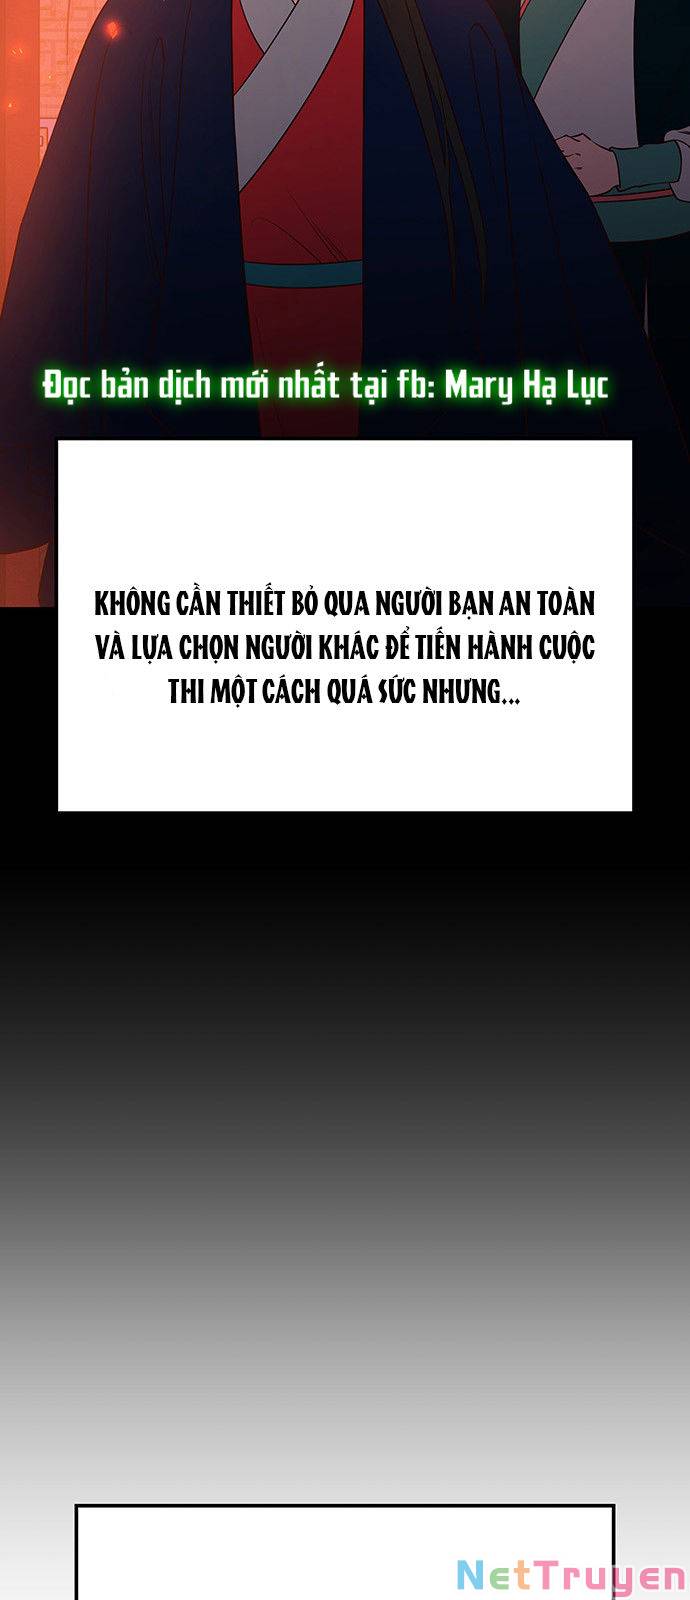 Đọc bản dịch mới nhất tại fb: Mary Hạ Lục
KHÔNG CẦN THIẾT BỎ QUA NGƯỜI BẠN AN TOÀN
VÀ LỰA CHỌN NGƯỜI KHÁC ĐỂ TIẾN HÀNH CUỘC
THI MỘT CÁCH QUÁ SỨC NHƯNG...
NetTruyen